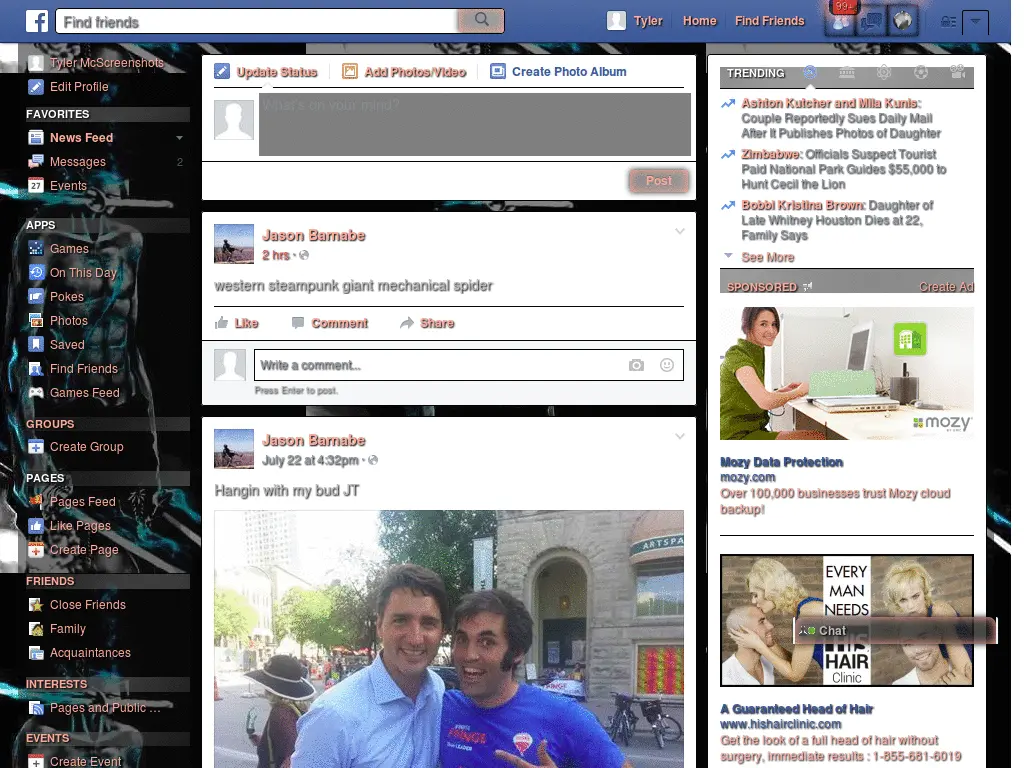 Find friends
Tyler
Home
Find Friends
99+
Tyler McScreenshots
Edit Profile
FAVORITES
News Feed
Messages 2
Events
APPS
Games
On This Day
Pokes
Photos
Saved
Find Friends
Games Feed
GROUPS
Create Group
PAGES
Pages Feed
Like Pages
Create Page
FRIENDS
Close Friends
Family
Acquaintances
INTERESTS
Pages and Public ...
EVENTS
Create Event
Update Status
Add Photos/Video
Create Photo Album
What's on your mind?
Post
Jason Barnabe
2 hrs ·
western steampunk giant mechanical spider
Like
Comment
Share
Write a comment...
Press Enter to post.
Jason Barnabe
July 22 at 4:32pm ·
Hangin with my bud JT
ARTSPA
THE
FRINGE
TEAM LEADER
TRENDING
Ashton Kutcher and Mila Kunis:
Couple Reportedly Sues Daily Mail
After It Publishes Photos of Daughter
Zimbabwe: Officials Suspect Tourist
Paid National Park Guides $55,000 to
Hunt Cecil the Lion
Bobbi Kristina Brown: Daughter of
Late Whitney Houston Dies at 22,
Family Says
See More
SPONSORED
Create Ad
mozy
Mozy Data Protection
mozy.com
Over 100,000 businesses trust Mozy cloud
backup!
EVERY
MAN
NEEDS
Chat
HIS
HAIR
Clinic
A Guaranteed Head of Hair
www.hishairclinic.com
Get the look of a full head of hair without
surgery, immediate results : 1-855-681-6019